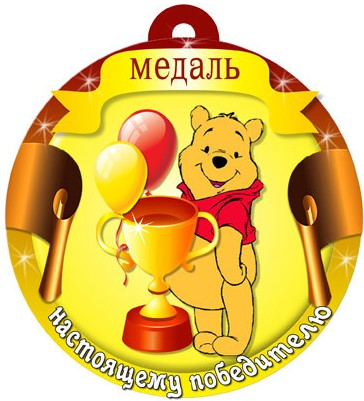 медаль
настоящему победителю